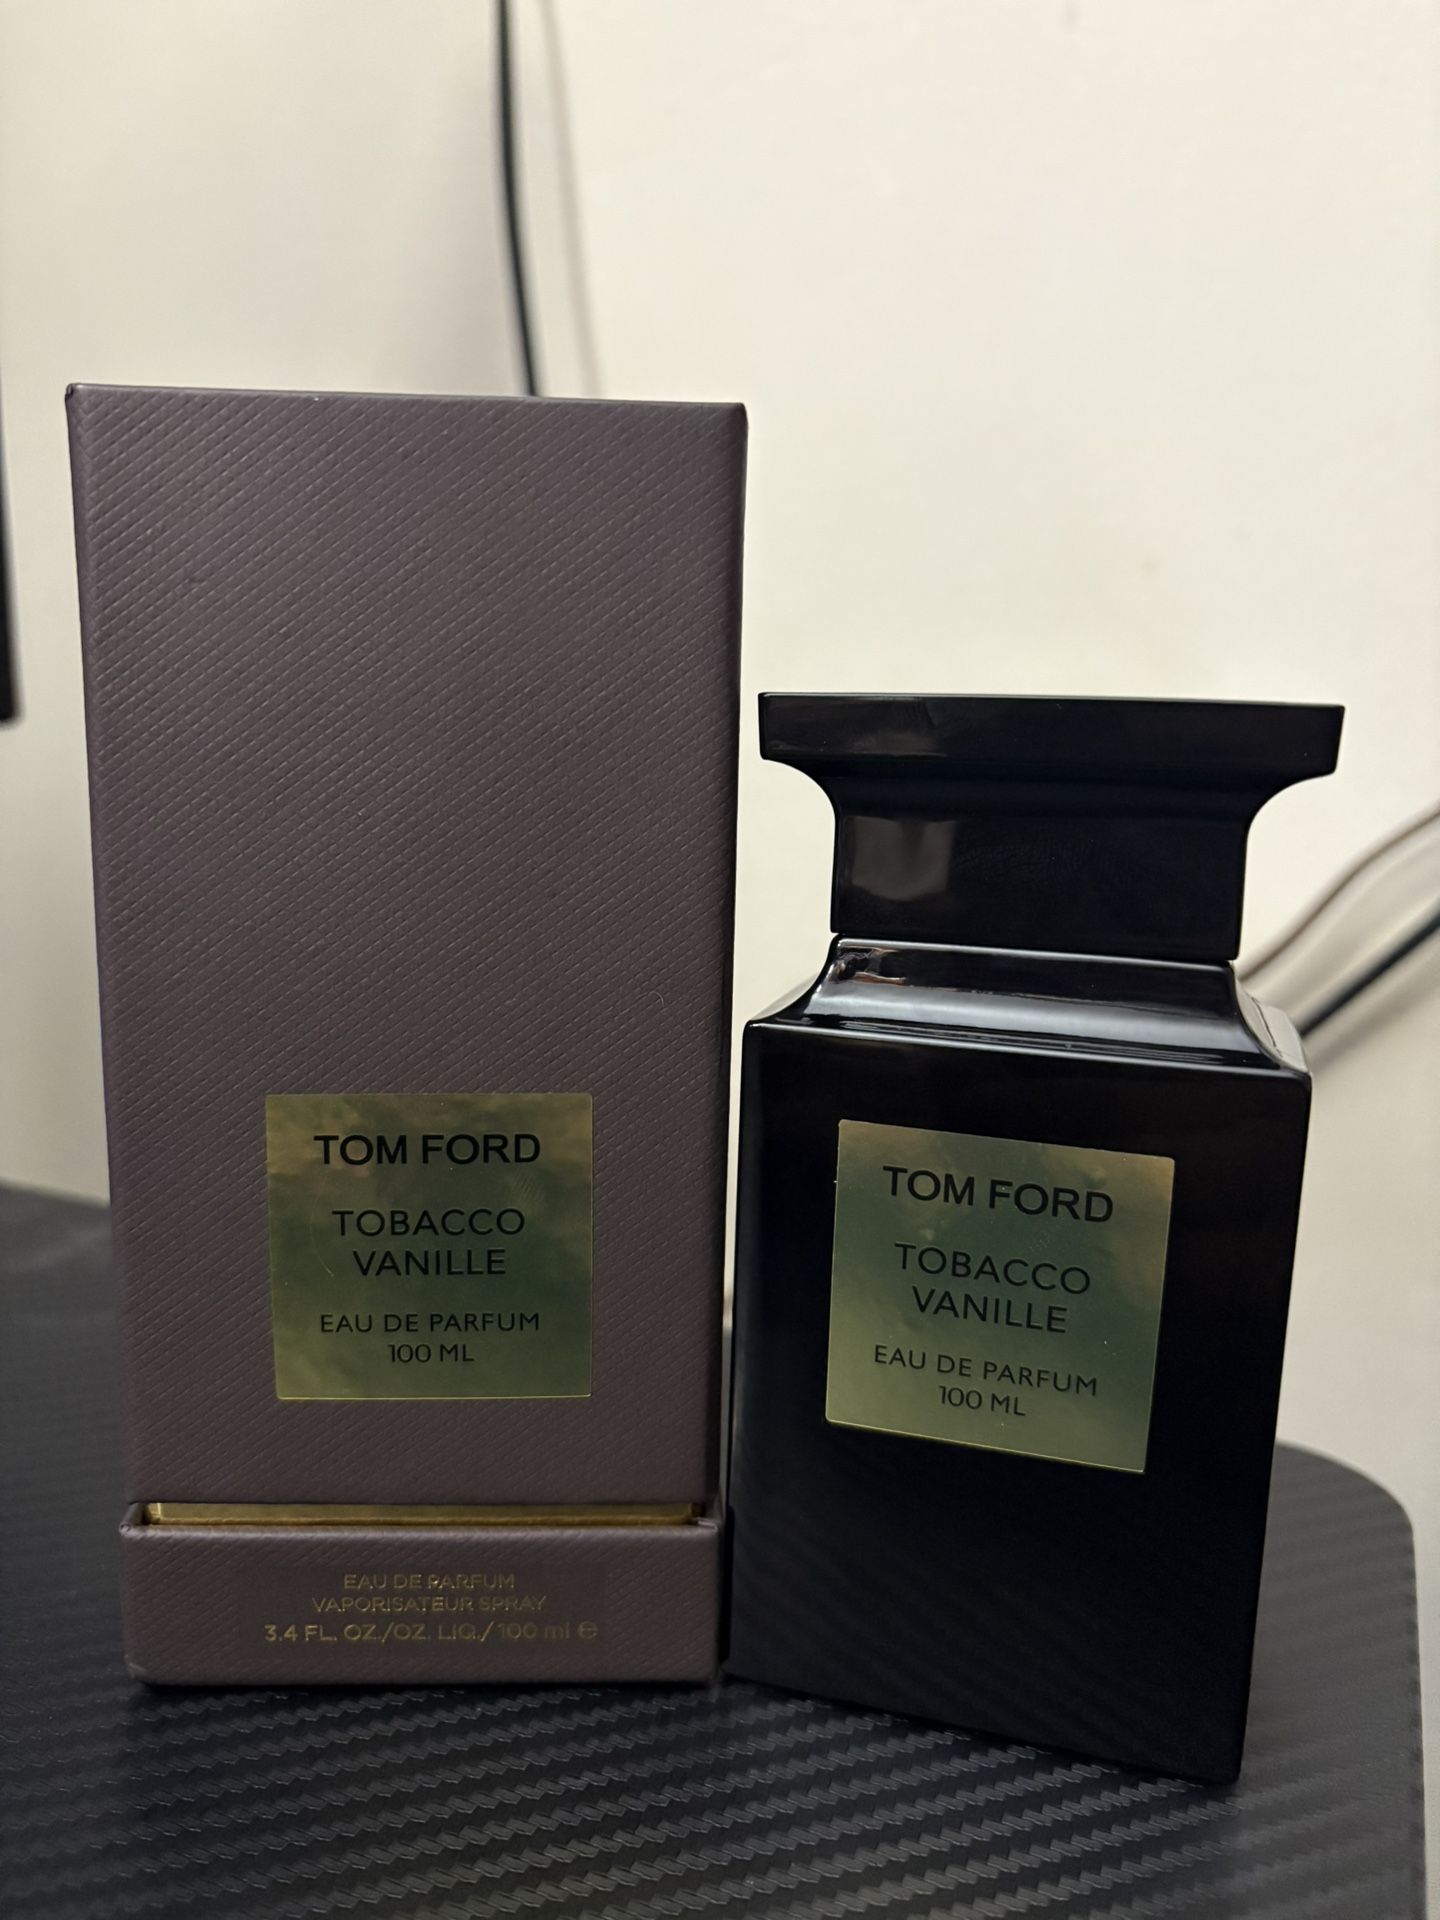 TOM FORD
TOBACCO
VANILLE
EAU DE PARFUM
100 ML
EAU DE PARFUM
VAPORISATEUR SPRAY
3.4 FL. OZ./OZ. LIQ./100 ml ℮
TOM FORD
TOBACCO
VANILLE
EAU DE PARFUM
100 ML